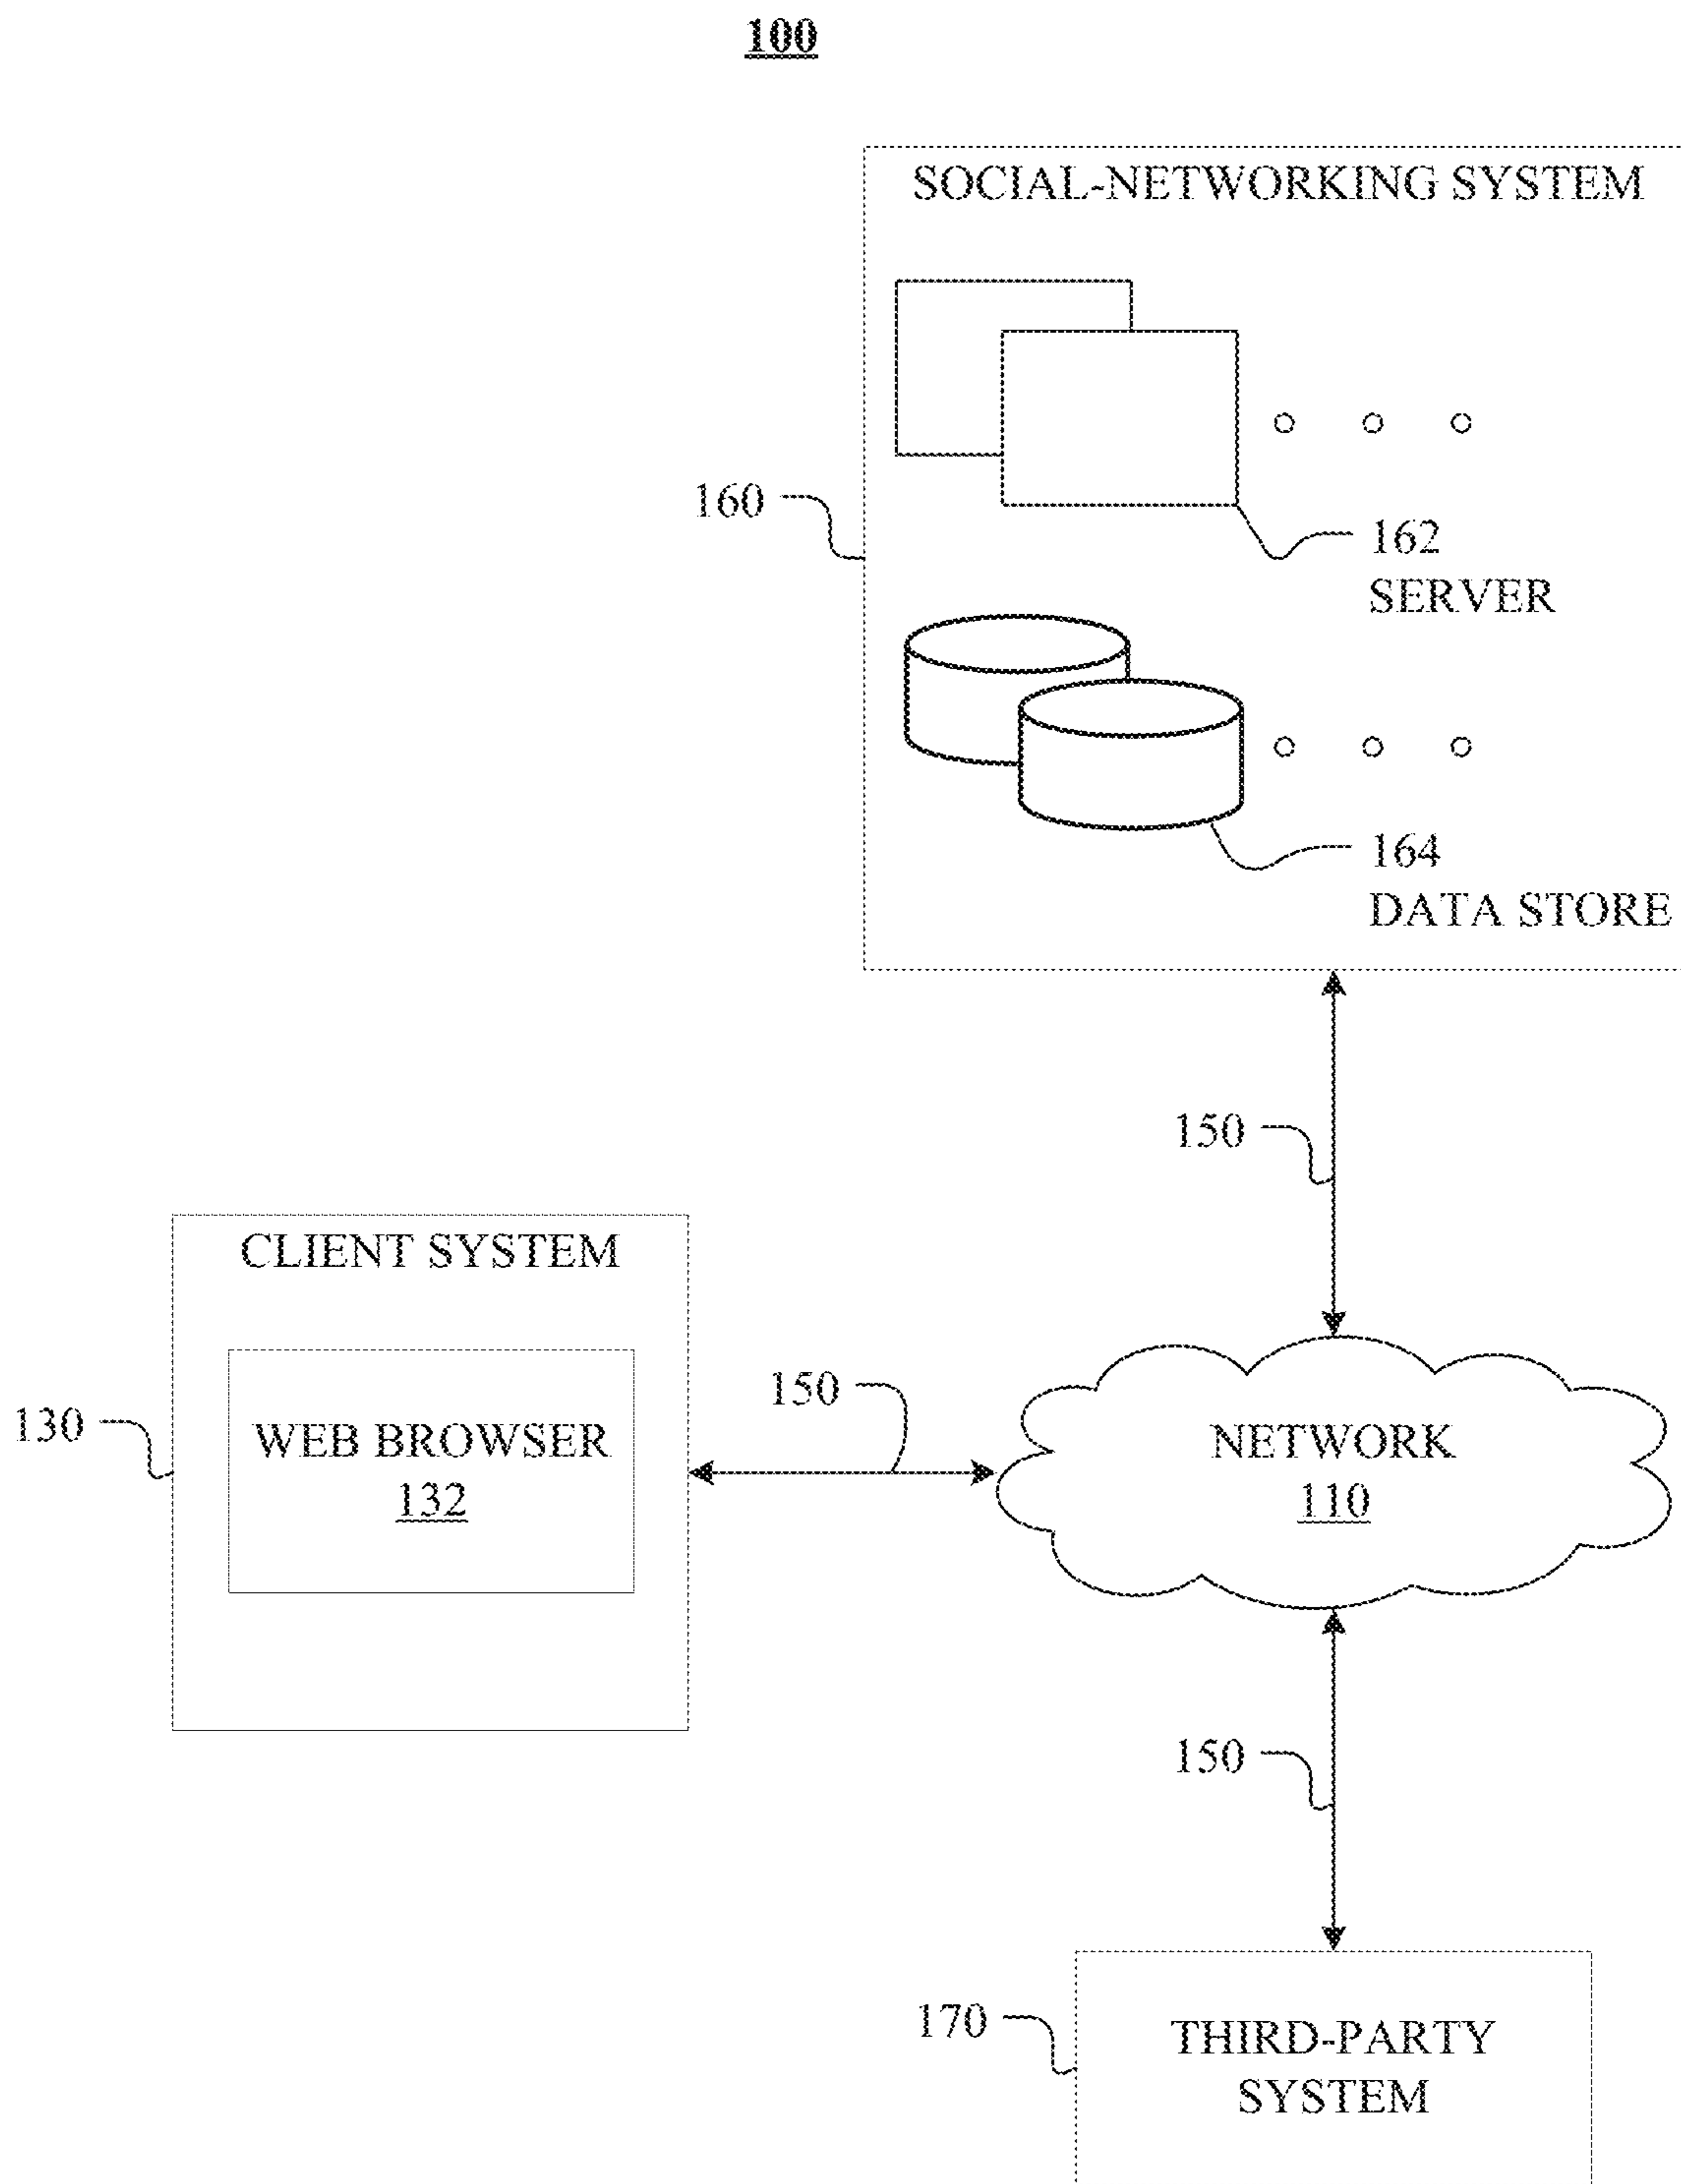 100
SOCIAL-NETWORKING SYSTEM
160
162
SERVER
164
DATA STORE
150
CLIENT SYSTEM
130
WEB BROWSER
132
150
NETWORK
110
150
170
THIRD-PARTY
SYSTEM